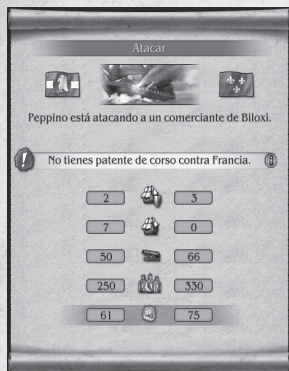 Atacar
Peppino está atacando a un comerciante de Biloxi.
No tienes patente de corso contra Francia.
2 3
7 0
50 66
250 330
61 75